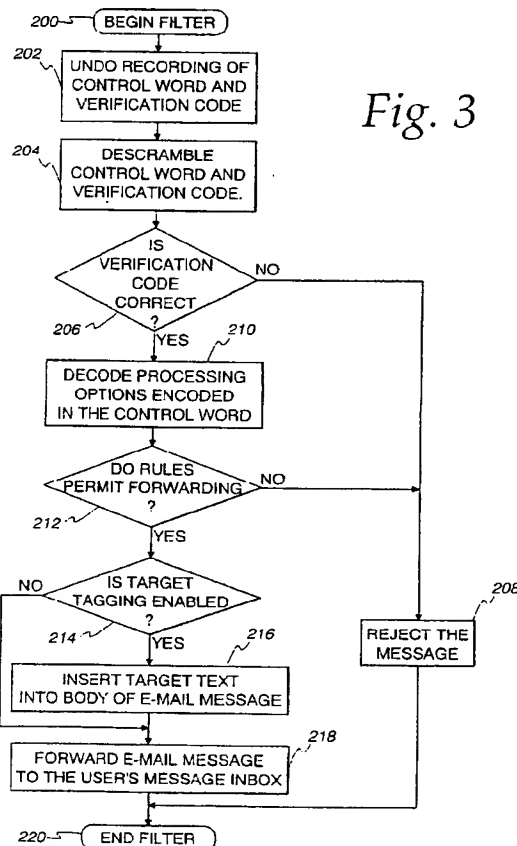 200
BEGIN FILTER
202
UNDO RECORDING OF
CONTROL WORD AND
VERIFICATION CODE
Fig. 3
204
DESCRAMBLE
CONTROL WORD AND
VERIFICATION CODE.
IS
VERIFICATION
CODE
CORRECT
?
NO
206
YES
210
DECODE PROCESSING
OPTIONS ENCODED
IN THE CONTROL WORD
DO RULES
PERMIT FORWARDING
?
NO
212
YES
NO
IS TARGET
TAGGING ENABLED
?
214
YES
208
REJECT THE
MESSAGE
216
INSERT TARGET TEXT
INTO BODY OF E-MAIL MESSAGE
218
FORWARD E-MAIL MESSAGE
TO THE USER'S MESSAGE INBOX
220
END FILTER